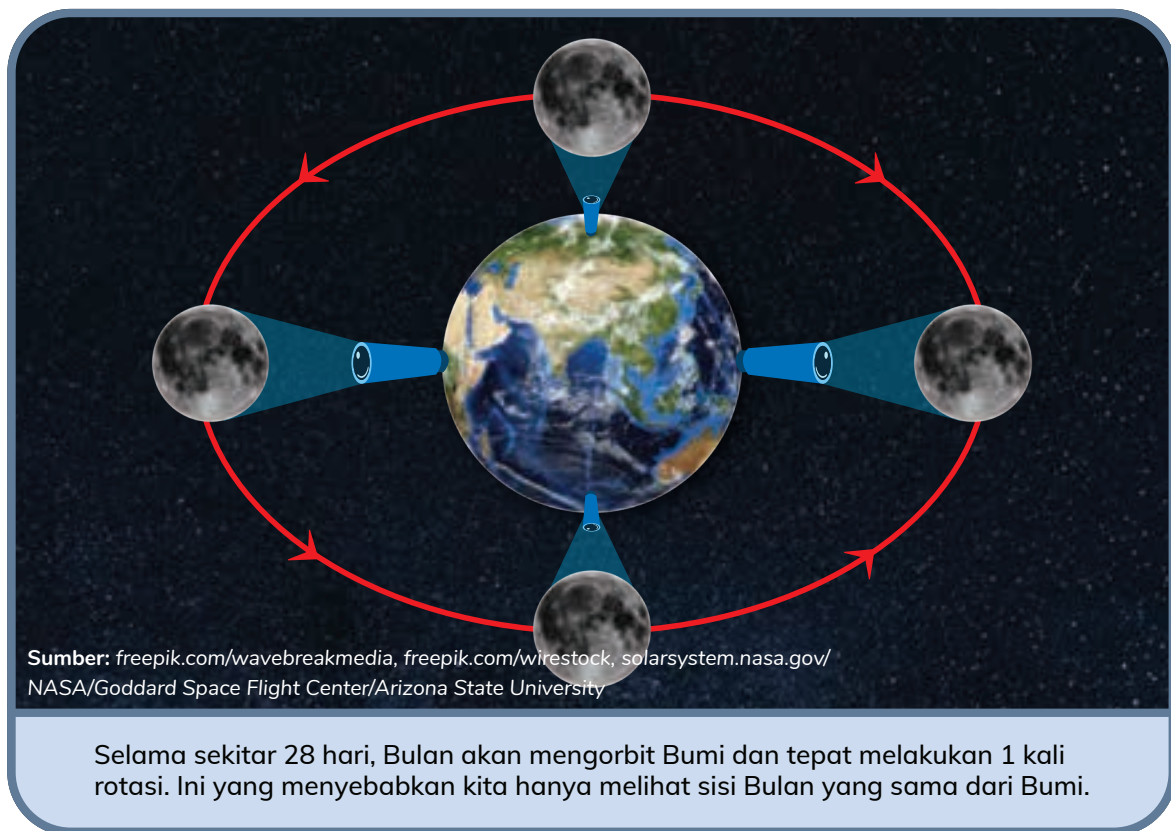 Sumber: freepik.com/wavebreakmedia, freepik.com/wirestock, solarsystem.nasa.gov/
NASA/Goddard Space Flight Center/Arizona State University
Selama sekitar 28 hari, Bulan akan mengorbit Bumi dan tepat melakukan 1 kali
rotasi. Ini yang menyebabkan kita hanya melihat sisi Bulan yang sama dari Bumi.